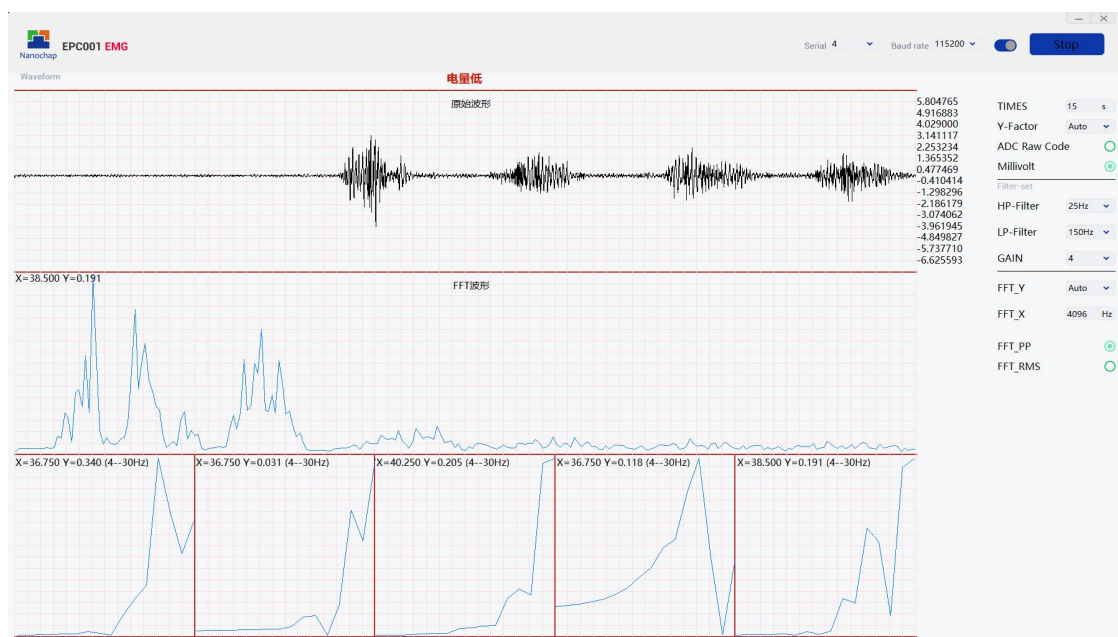 Nanochap
EPC001 EMG
Serial 4
Baud rate 115200
Stop
Waveform
电量低
原始波形
5.804765
4.916883
4.029000
3.141117
2.253234
1.365352
0.477469
-0.410414
-1.298296
-2.186179
-3.074062
-3.961945
-4.849827
-5.737710
-6.625593
TIMES 15 s
Y-Factor Auto
ADC Raw Code
Millivolt
Filter-set
HP-Filter 25Hz
LP-Filter 150Hz
GAIN 4
FFT_Y Auto
FFT_X 4096 Hz
FFT_PP
FFT_RMS
X=38.500 Y=0.191
FFT波形
X=36.750 Y=0.340 (4--30Hz)
X=36.750 Y=0.031 (4--30Hz)
X=40.250 Y=0.205 (4--30Hz)
X=36.750 Y=0.118 (4--30Hz)
X=38.500 Y=0.191 (4--30Hz)